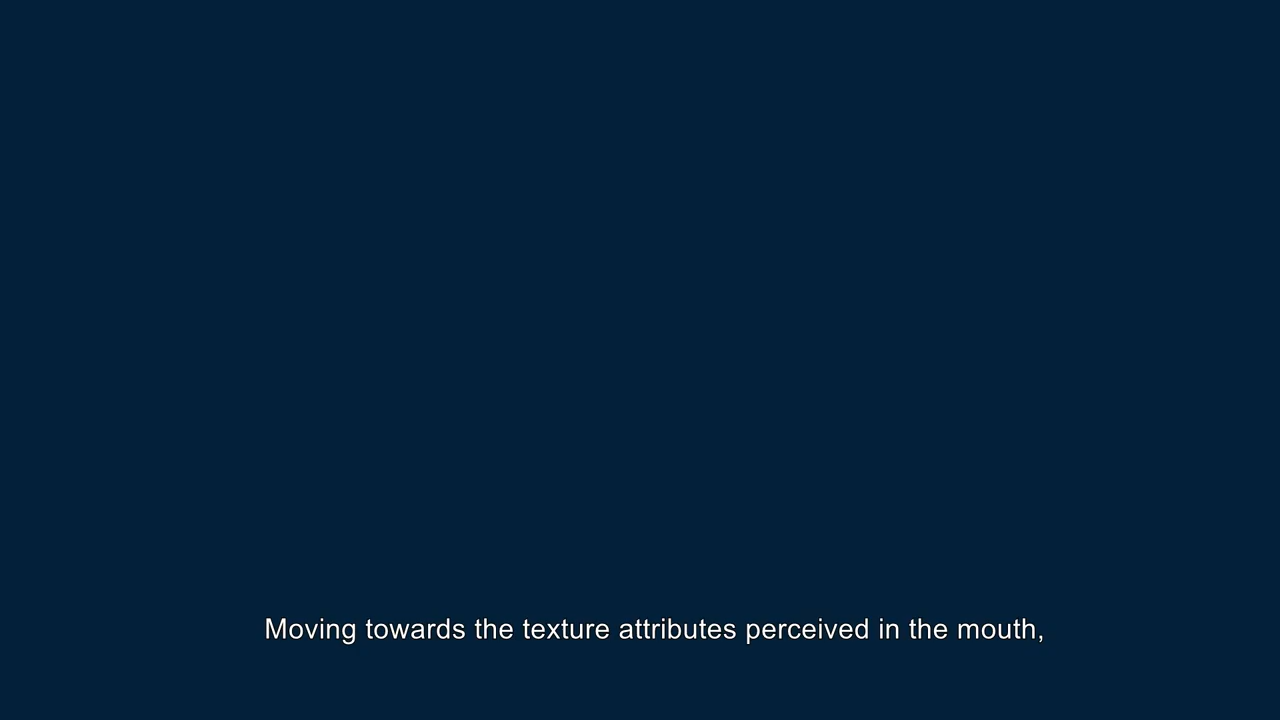 Moving towards the texture attributes perceived in the mouth,